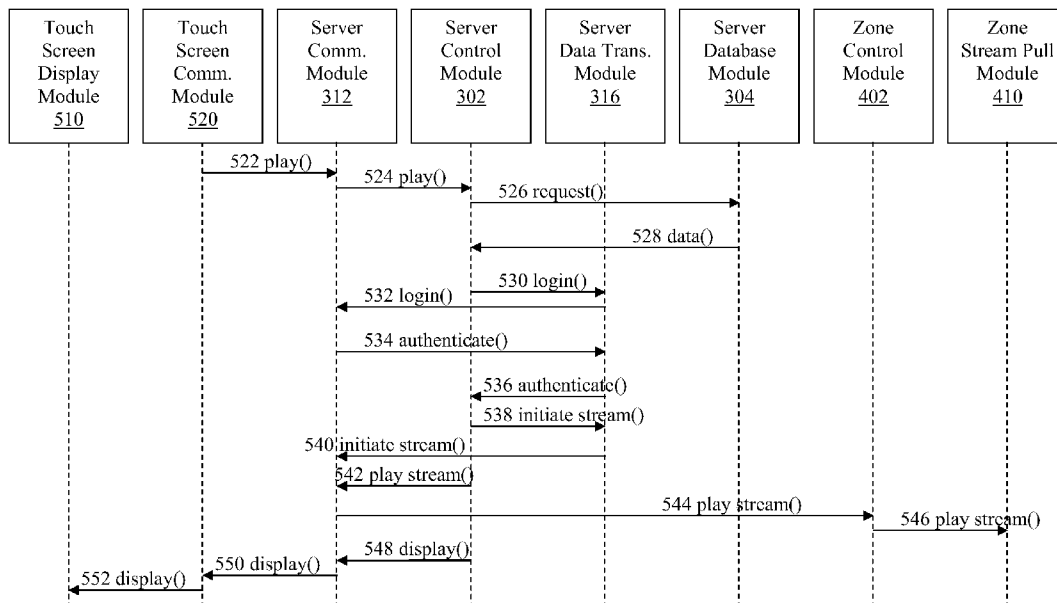 Touch
Screen
Display
Module
510
Touch
Screen
Comm.
Module
520
Server
Comm.
Module
312
Server
Control
Module
302
Server
Data Trans.
Module
316
Server
Database
Module
304
Zone
Control
Module
402
Zone
Stream Pull
Module
410
522 play()
524 play()
526 request()
528 data()
530 login()
532 login()
534 authenticate()
536 authenticate()
538 initiate stream()
540 initiate stream()
542 play stream()
544 play stream()
546 play stream()
548 display()
550 display()
552 display()